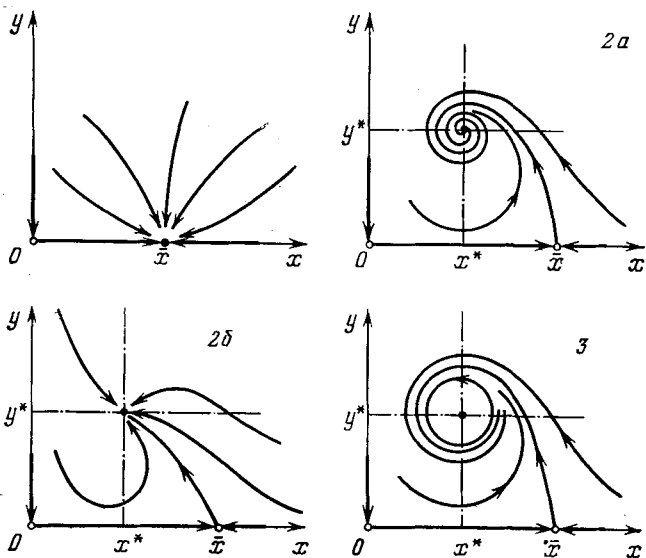 y
0 x̄ x
y 2а
y*
0 x* x̄ x
y 2б
y*
0 x* x̄ x
y 3
y*
0 x* x̄ x